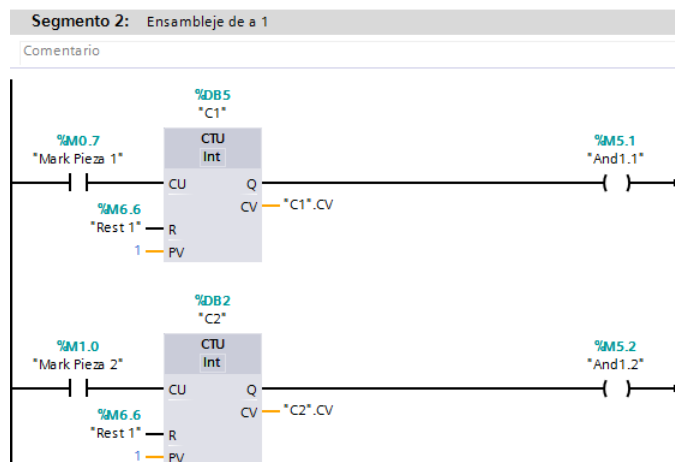 Segmento 2: Ensambleje de a 1
Comentario
%DB5
"C1"
%M0.7
"Mark Pieza 1"
CTU
Int
%M5.1
"And1.1"
CU
Q
%M6.6
"Rest 1"
CV
"C1".CV
R
1
PV
%DB2
"C2"
%M1.0
"Mark Pieza 2"
CTU
Int
%M5.2
"And1.2"
CU
Q
%M6.6
"Rest 1"
CV
"C2".CV
R
1
PV